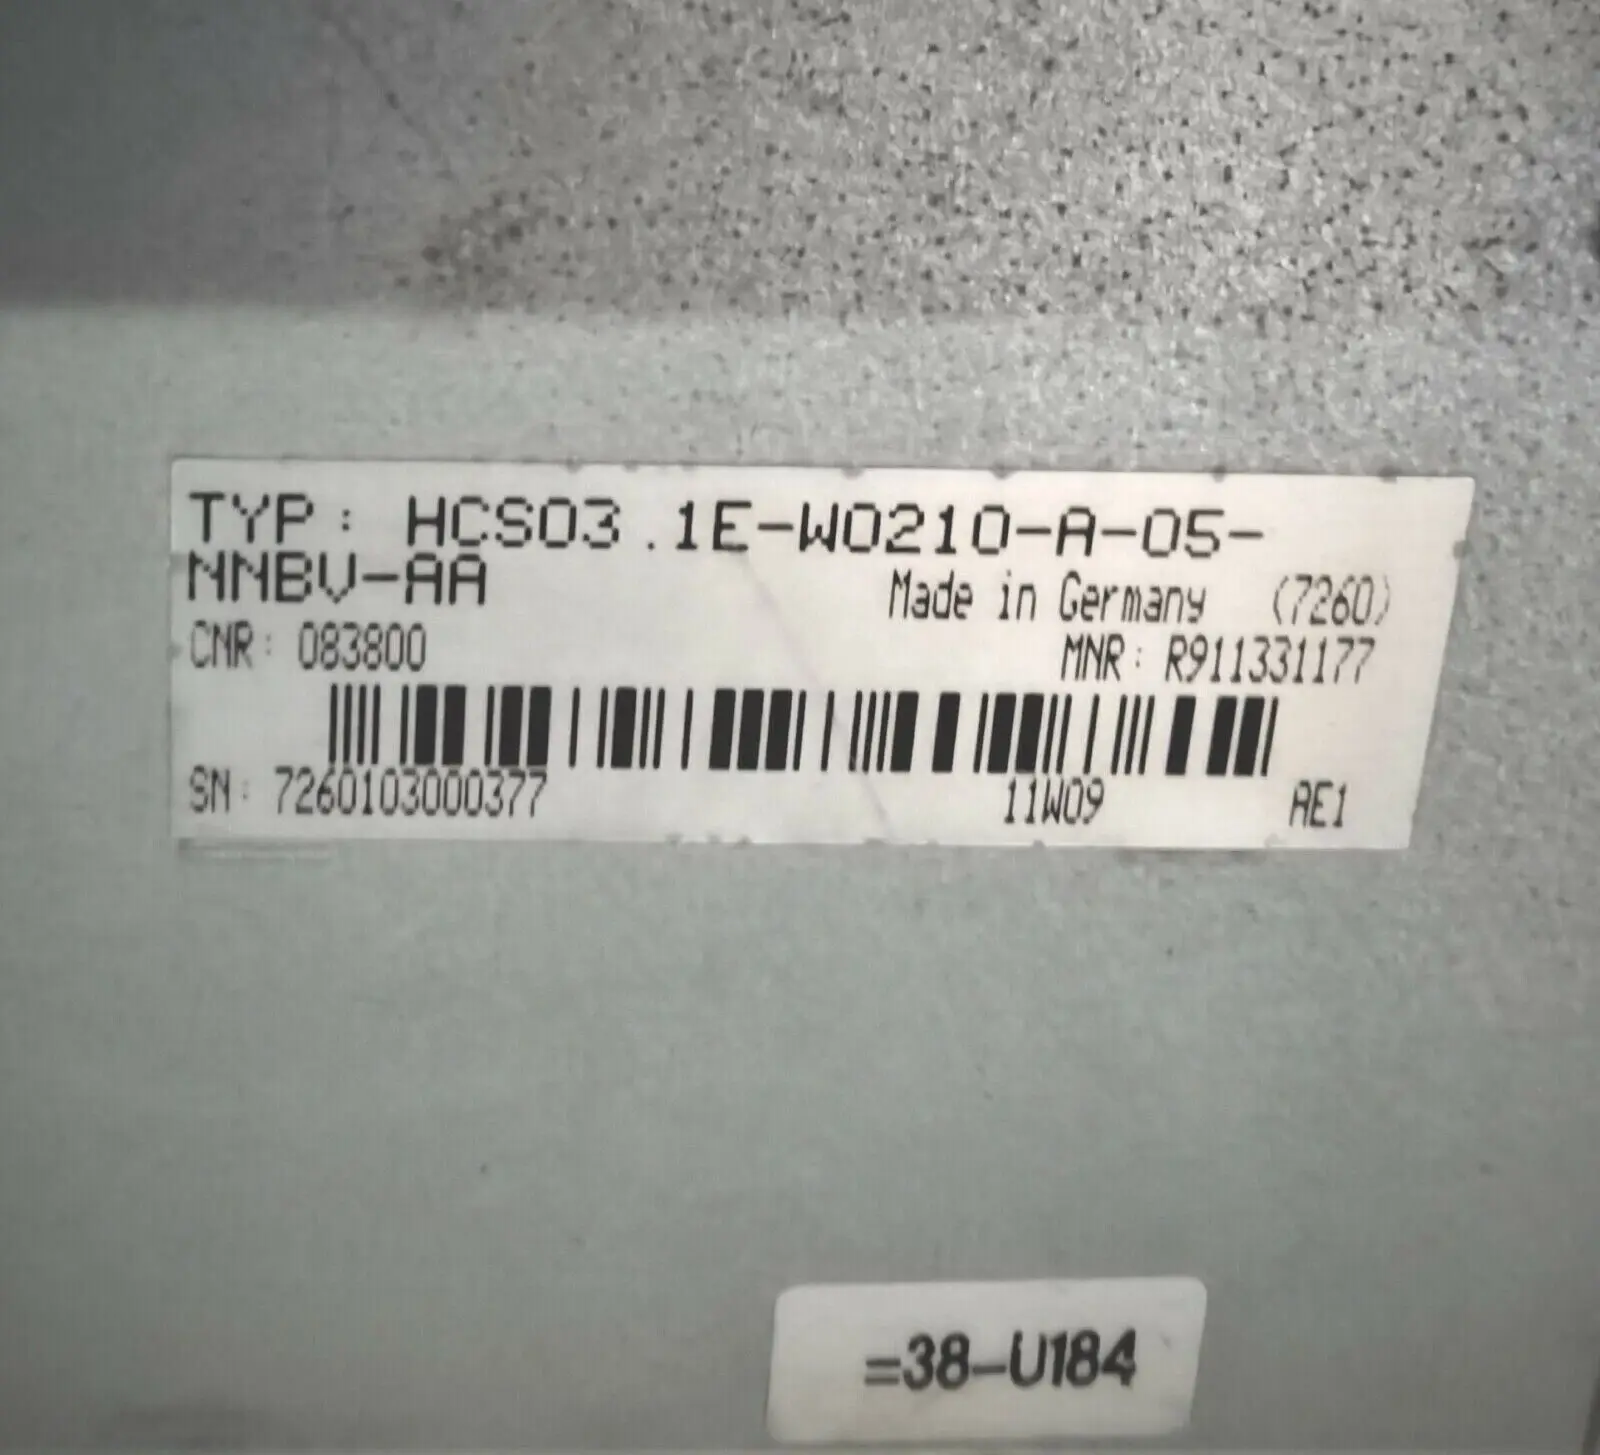 TYP: HCS03.1E-W0210-A-05-
NNBV-AA
Made in Germany (7260)
CNR: 083800 MNR: R911331177
SN: 7260103000377 11W09 AE1
=38-U184